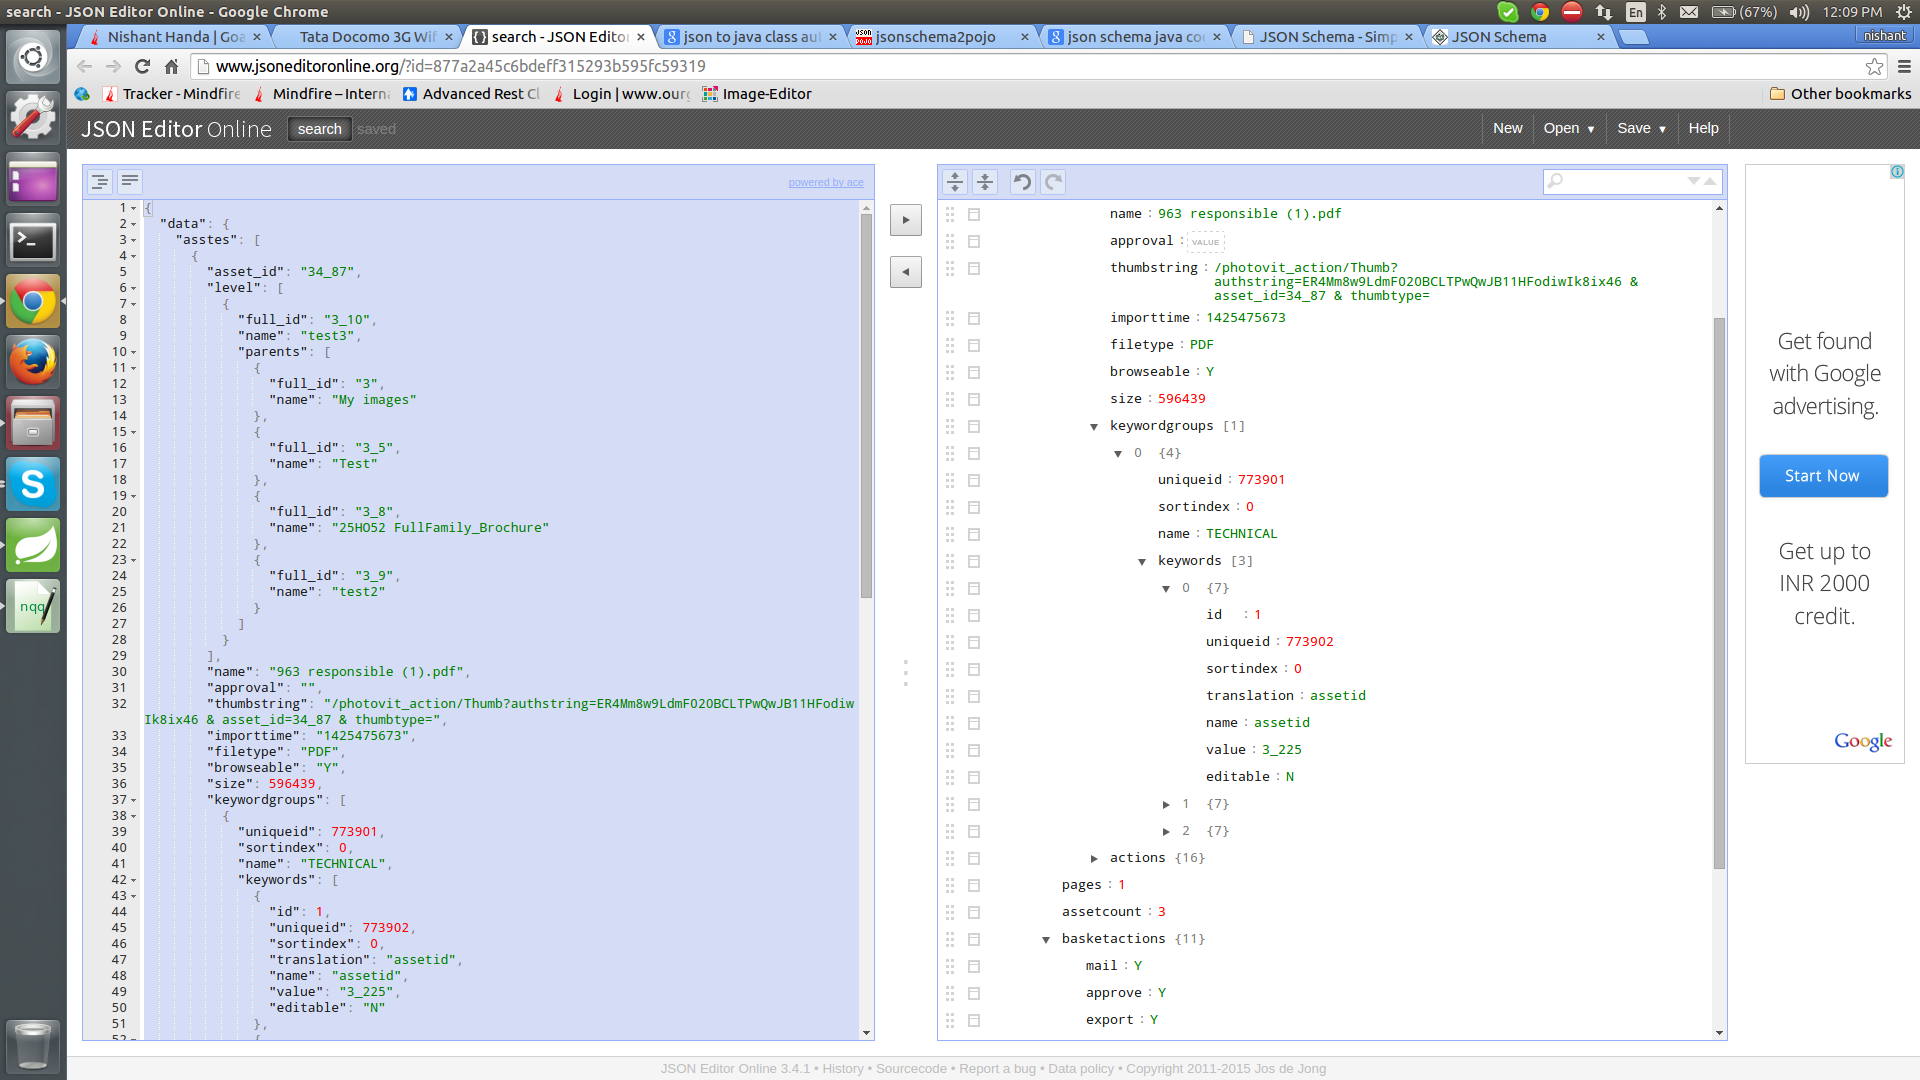 search - JSON Editor Online - Google Chrome
En
(67%)
12:09 PM
Nishant Handa | Goa
Tata Docomo 3G Wif
search - JSON Editor
json to java class aut
jsonschema2pojo
json schema java co
JSON Schema - Simp
JSON Schema
nishant
www.jsoneditoronline.org/?id=877a2a45c6bdeff315293b595fc59319
Tracker - Mindfire
Mindfire – Interna
Advanced Rest Cl
Login | www.ourg
Image-Editor
Other bookmarks
JSON Editor Online
search
saved
New
Open
Save
Help
powered by ace
1 {
2 "data": {
3 "asstes": [
4 {
5 "asset_id": "34_87",
6 "level": [
7 {
8 "full_id": "3_10",
9 "name": "test3",
10 "parents": [
11 {
12 "full_id": "3",
13 "name": "My images"
14 },
15 {
16 "full_id": "3_5",
17 "name": "Test"
18 },
19 {
20 "full_id": "3_8",
21 "name": "25HO52 FullFamily_Brochure"
22 },
23 {
24 "full_id": "3_9",
25 "name": "test2"
26 }
27 ]
28 }
29 ],
30 "name": "963 responsible (1).pdf",
31 "approval": "",
32 "thumbstring": "/photovit_action/Thumb?authstring=ER4Mm8w9LdmF020BCLTPwQwJB11HFodiw
Ik8ix46 & asset_id=34_87 & thumbtype=",
33 "importtime": "1425475673",
34 "filetype": "PDF",
35 "browseable": "Y",
36 "size": 596439,
37 "keywordgroups": [
38 {
39 "uniqueid": 773901,
40 "sortindex": 0,
41 "name": "TECHNICAL",
42 "keywords": [
43 {
44 "id": 1,
45 "uniqueid": 773902,
46 "sortindex": 0,
47 "translation": "assetid",
48 "name": "assetid",
49 "value": "3_225",
50 "editable": "N"
51 },
52 {
name : 963 responsible (1).pdf
approval : VALUE
thumbstring : /photovit_action/Thumb?
authstring=ER4Mm8w9LdmF020BCLTPwQwJB11HFodiwIk8ix46 &
asset_id=34_87 & thumbtype=
importtime : 1425475673
filetype : PDF
browseable : Y
size : 596439
keywordgroups [1]
0 {4}
uniqueid : 773901
sortindex : 0
name : TECHNICAL
keywords [3]
0 {7}
id : 1
uniqueid : 773902
sortindex : 0
translation : assetid
name : assetid
value : 3_225
editable : N
1 {7}
2 {7}
actions {16}
pages : 1
assetcount : 3
basketactions {11}
mail : Y
approve : Y
export : Y
Get found
with Google
advertising.
Start Now
Get up to
INR 2000
credit.
Google
nqq
JSON Editor Online 3.4.1 • History • Sourcecode • Report a bug • Data policy • Copyright 2011-2015 Jos de Jong